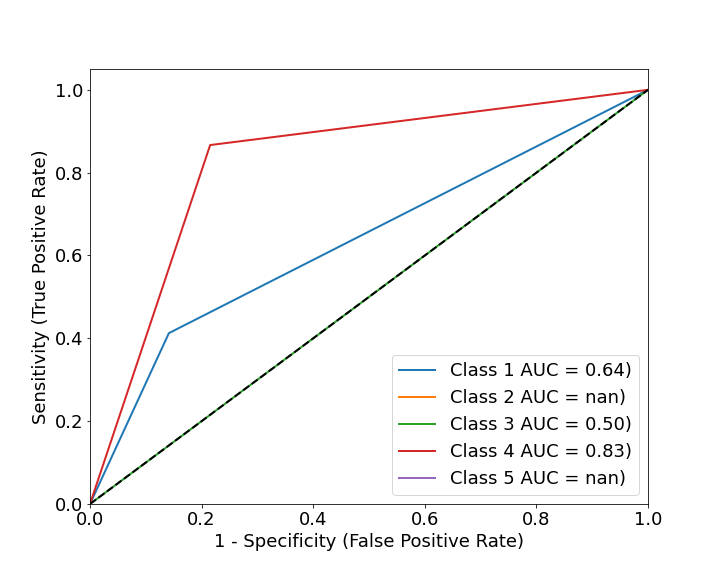 1.0
0.8
0.6
0.4
0.2
0.0
Sensitivity (True Positive Rate)
Class 1 AUC = 0.64)
Class 2 AUC = nan)
Class 3 AUC = 0.50)
Class 4 AUC = 0.83)
Class 5 AUC = nan)
0.0 0.2 0.4 0.6 0.8 1.0
1 - Specificity (False Positive Rate)